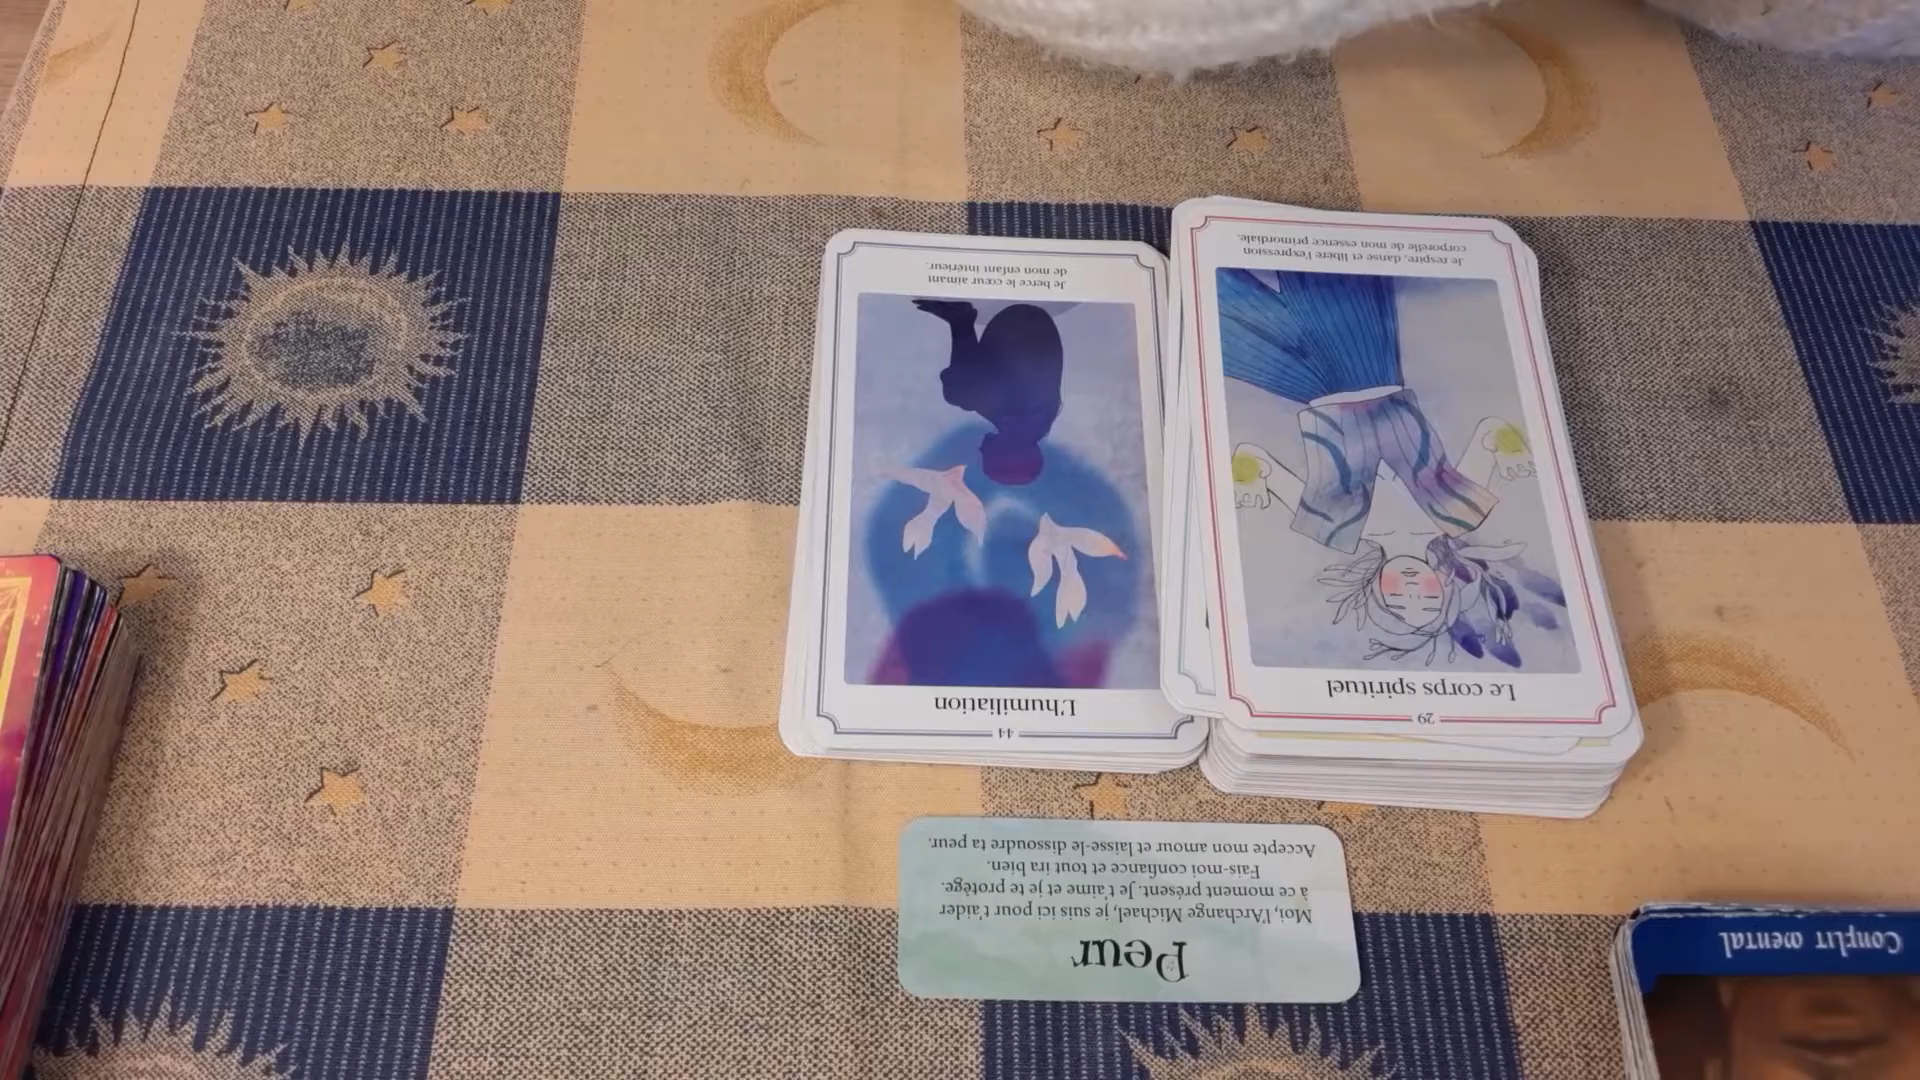 44
L'humiliation
Je berce le cœur aimant
de mon enfant intérieur.
29
Le corps spirituel
Je respire, danse et libère l'expression
corporelle de mon essence primordiale.
Peur
Moi, l'Archange Michael, je suis ici pour t'aider
à ce moment présent. Je t'aime et je te protège.
Fais-moi confiance et tout ira bien.
Accepte mon amour et laisse-le dissoudre ta peur.
Conflit mental